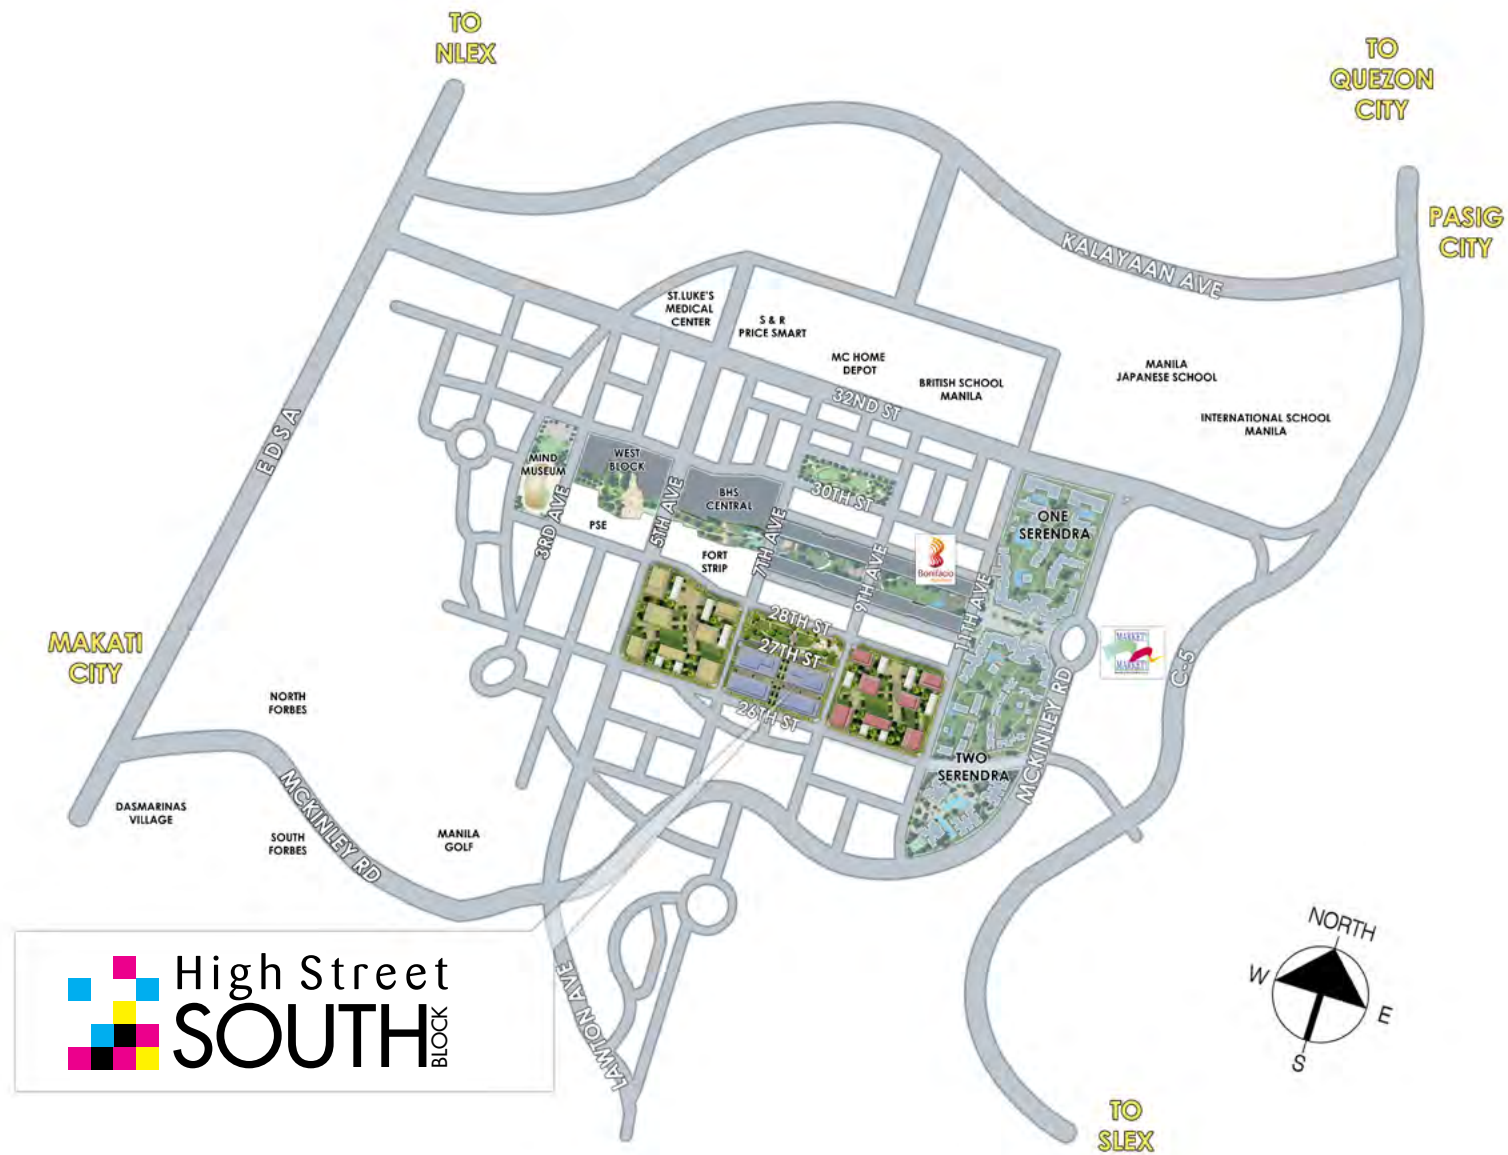 TO
NLEX
TO
QUEZON
CITY
PASIG
CITY
KALAYAAN AVE
ST.LUKE'S
MEDICAL
CENTER
S & R
PRICE SMART
MC HOME
DEPOT
BRITISH SCHOOL
MANILA
MANILA
JAPANESE SCHOOL
INTERNATIONAL SCHOOL
MANILA
32ND ST
EDSA
MIND
MUSEUM
WEST
BLOCK
BHS
CENTRAL
30TH ST
ONE
SERENDRA
3RD AVE
PSE
5TH AVE
FORT
STRIP
7TH AVE
9TH AVE
Bonifacio
11TH AVE
28TH ST
27TH ST
26TH ST
MARKET!
MARKET!
C-5
MAKATI
CITY
NORTH
FORBES
TWO
SERENDRA
MCKINLEY RD
DASMARINAS
VILLAGE
SOUTH
FORBES
MCKINLEY RD
MANILA
GOLF
High Street
SOUTH
BLOCK
LAWTON AVE
NORTH
W
E
S
TO
SLEX